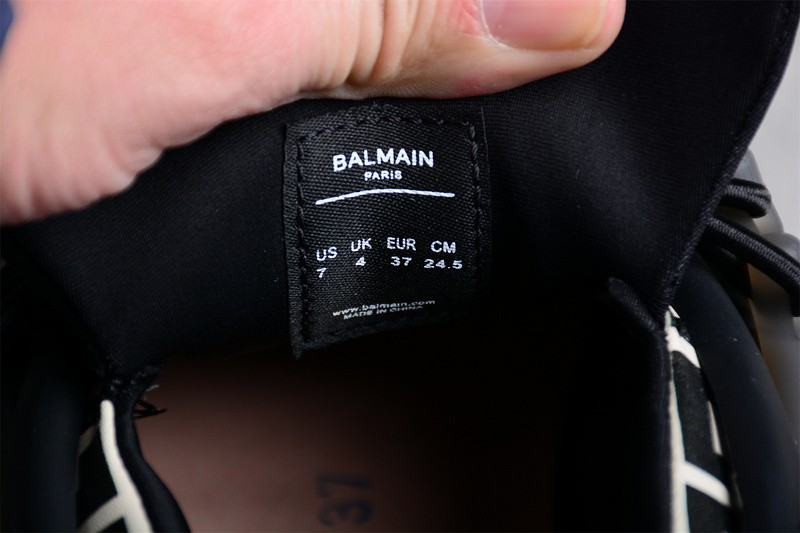 BALMAIN
PARIS
US UK EUR CM
7 4 37 24.5
www.balmain.com
MADE IN CHINA
37